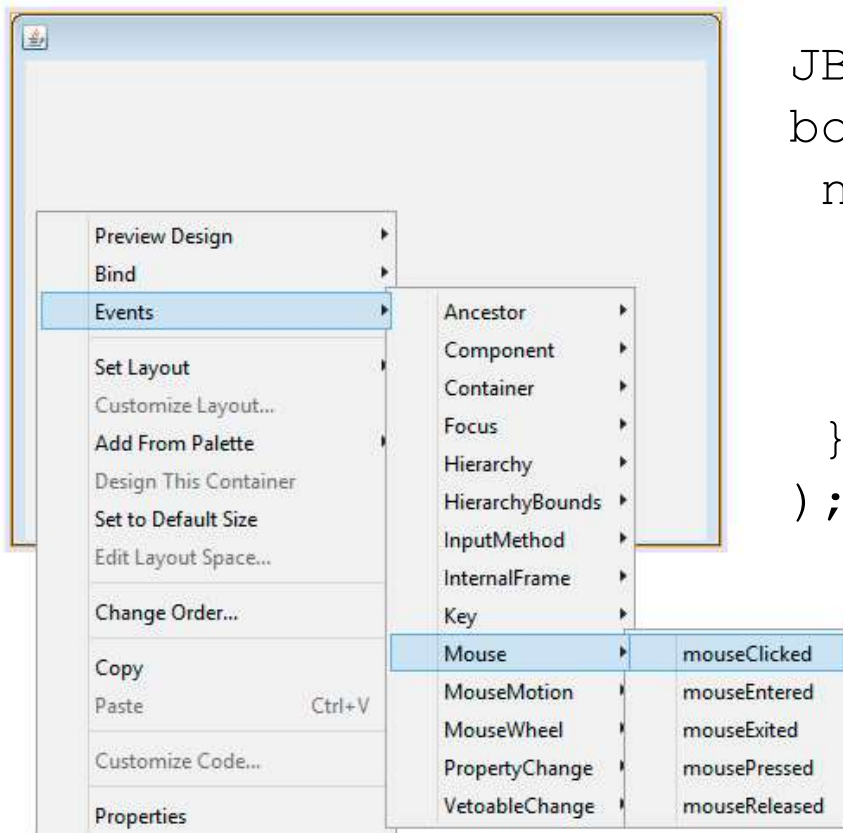 JB
bo
n
}
);
Preview Design
Bind
Events
Set Layout
Customize Layout...
Add From Palette
Design This Container
Set to Default Size
Edit Layout Space...
Change Order...
Copy
Paste Ctrl+V
Customize Code...
Properties
Ancestor
Component
Container
Focus
Hierarchy
HierarchyBounds
InputMethod
InternalFrame
Key
Mouse
MouseMotion
MouseWheel
PropertyChange
VetoableChange
mouseClicked
mouseEntered
mouseExited
mousePressed
mouseReleased